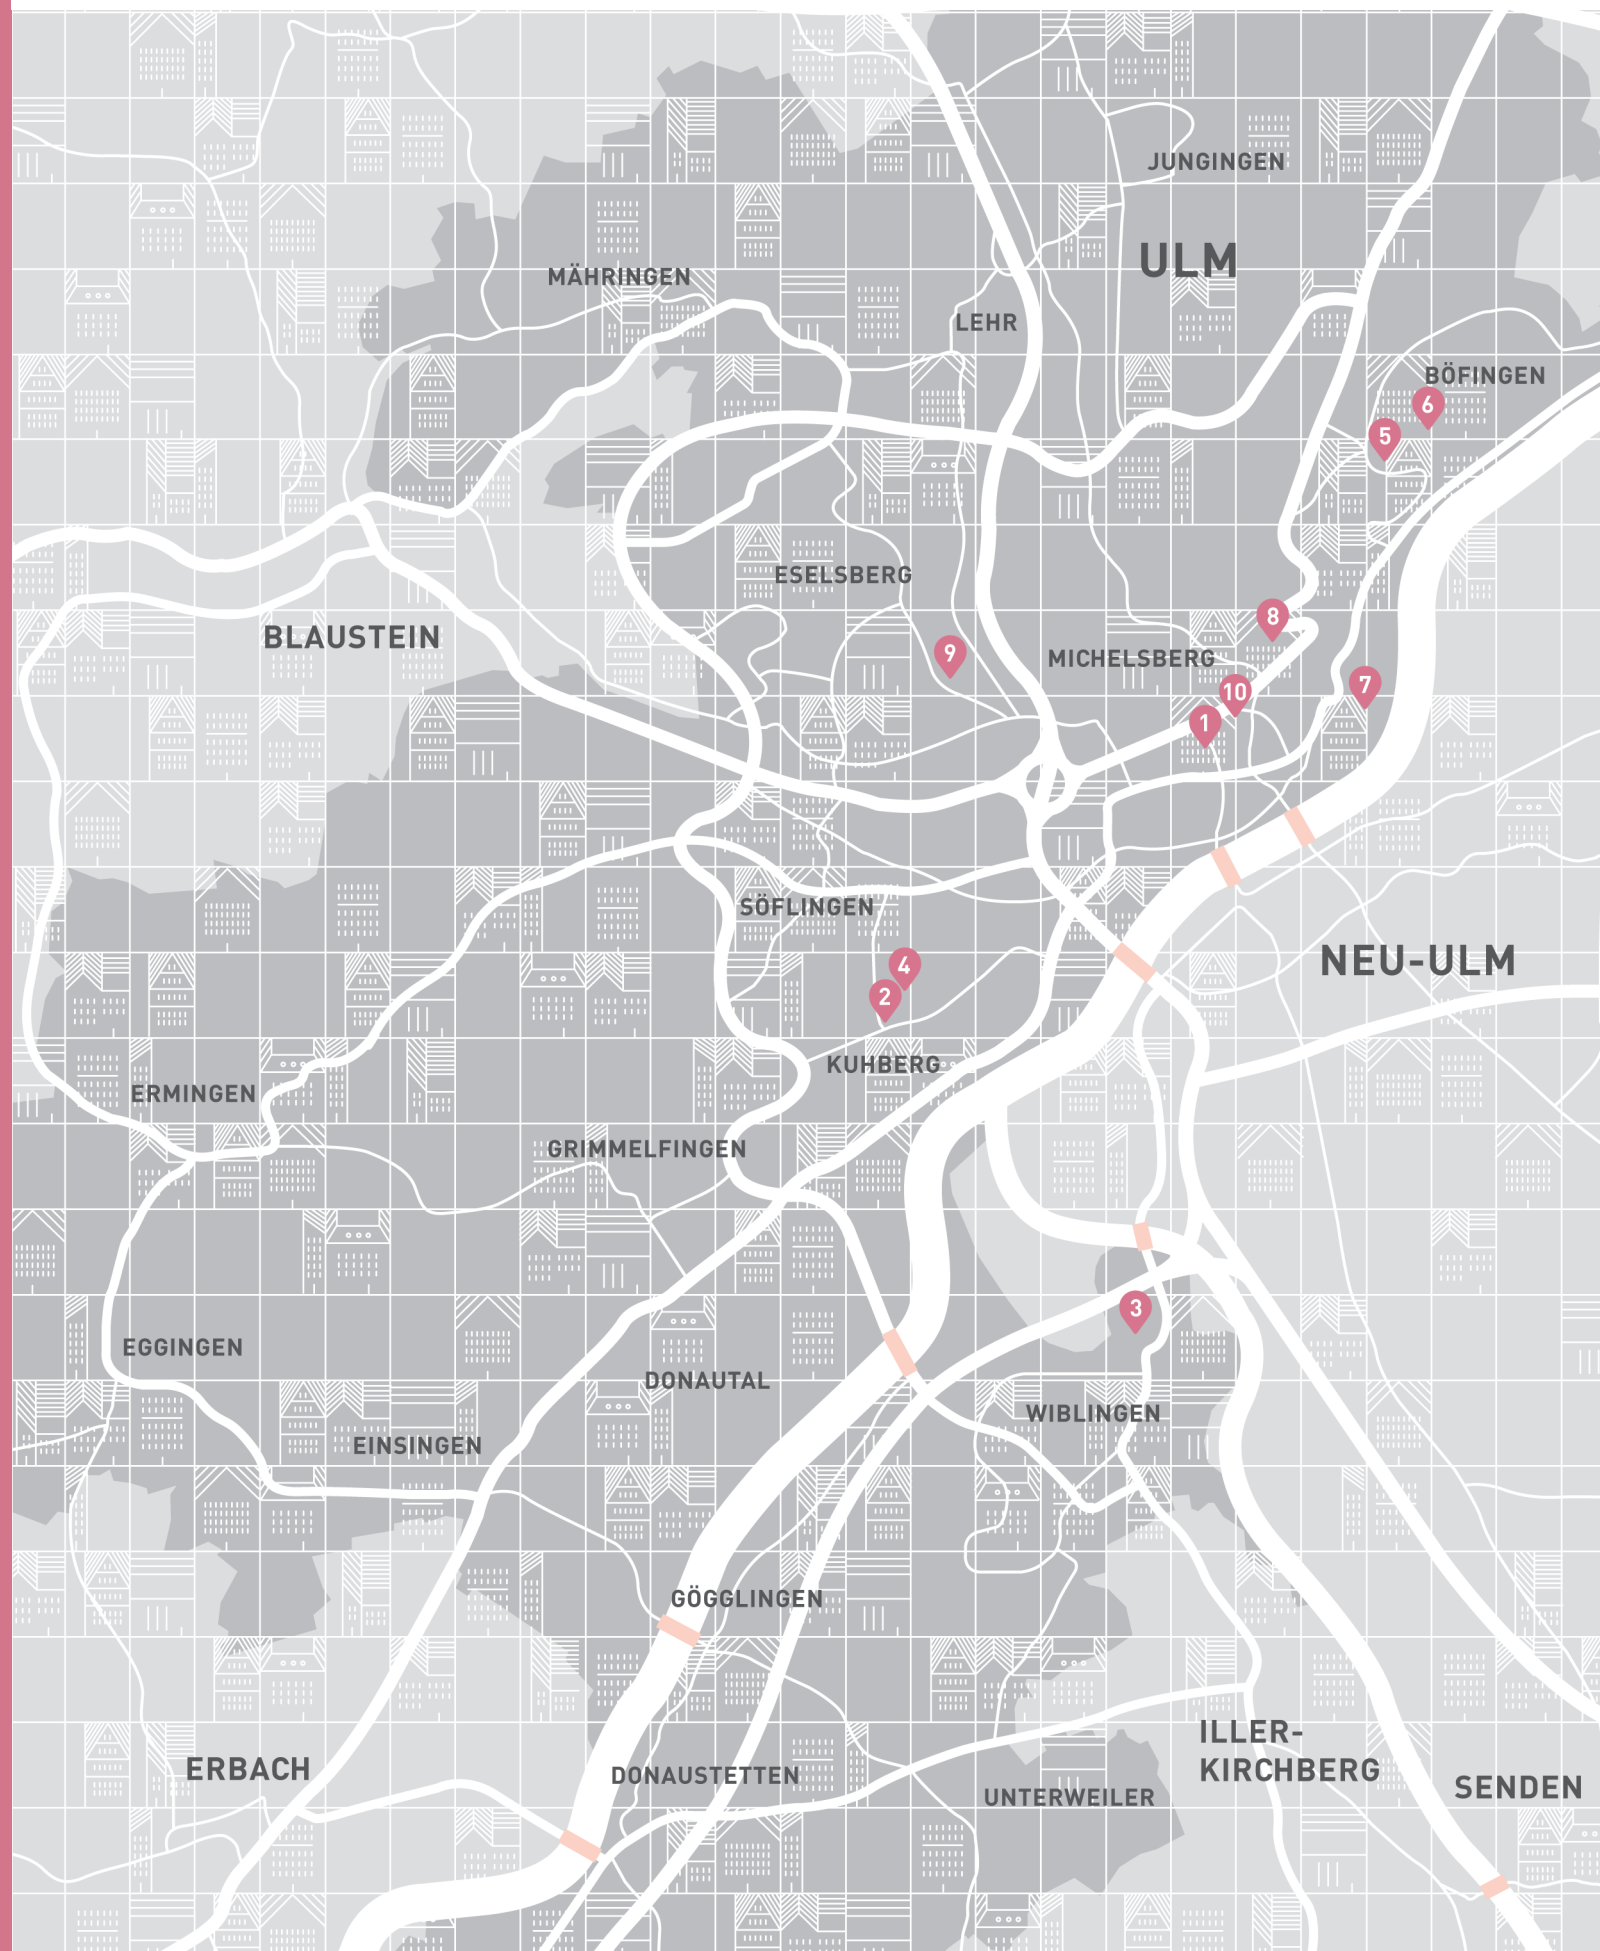 JUNGINGEN
ULM
MÄHRINGEN
LEHR
BÖFINGEN
6
5
ESELSBERG
8
BLAUSTEIN
9
MICHELSBERG
7
10
1
SÖFLINGEN
NEU-ULM
4
2
KUHBERG
ERMINGEN
GRIMMELFINGEN
3
EGGINGEN
DONAUTAL
WIBLINGEN
EINSINGEN
GÖGGLINGEN
ILLER-
KIRCHBERG
ERBACH
DONAUSTETTEN
SENDEN
UNTERWEILER